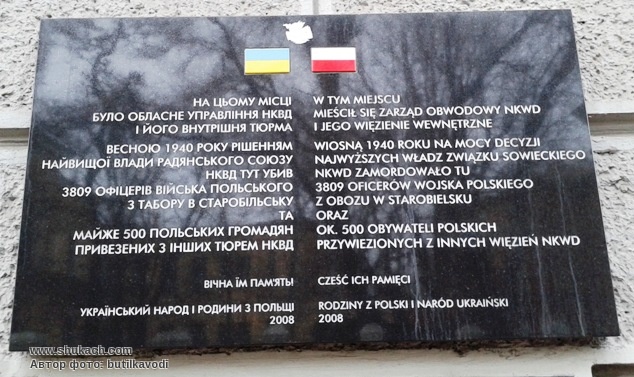 НА ЦЬОМУ МІСЦІ
БУЛО ОБЛАСНЕ УПРАВЛІННЯ НКВД
І ЙОГО ВНУТРІШНЯ ТЮРМА
ВЕСНОЮ 1940 РОКУ РІШЕННЯМ
НАЙВИЩОЇ ВЛАДИ РАДЯНСЬКОГО СОЮЗУ
НКВД ТУТ УБИВ
3809 ОФІЦЕРІВ ВІЙСЬКА ПОЛЬСЬКОГО
З ТАБОРУ В СТАРОБІЛЬСЬКУ
ТА
МАЙЖЕ 500 ПОЛЬСЬКИХ ГРОМАДЯН
ПРИВЕЗЕНИХ З ІНШИХ ТЮРЕМ НКВД
ВІЧНА ЇМ ПАМ'ЯТЬ!
УКРАЇНСЬКИЙ НАРОД І РОДИНИ З ПОЛЬЩІ
2008
W TYM MIEJSCU
MIEŚCIŁ SIĘ ZARZĄD OBWODOWY NKWD
I JEGO WIĘZIENIE WEWNĘTRZNE
WIOSNĄ 1940 ROKU NA MOCY DECYZJI
NAJWYŻSZYCH WŁADZ ZWIĄZKU SOWIECKIEGO
NKWD ZAMORDOWAŁO TU
3809 OFICERÓW WOJSKA POLSKIEGO
Z OBOZU W STAROBIELSKU
ORAZ
OK. 500 OBYWATELI POLSKICH
PRZYWIEZIONYCH Z INNYCH WIĘZIEŃ NKWD
CZEŚĆ ICH PAMIĘCI
RODZINY Z POLSKI I NARÓD UKRAIŃSKI
2008
www.shukach.com
Автор фото: butilkavodi